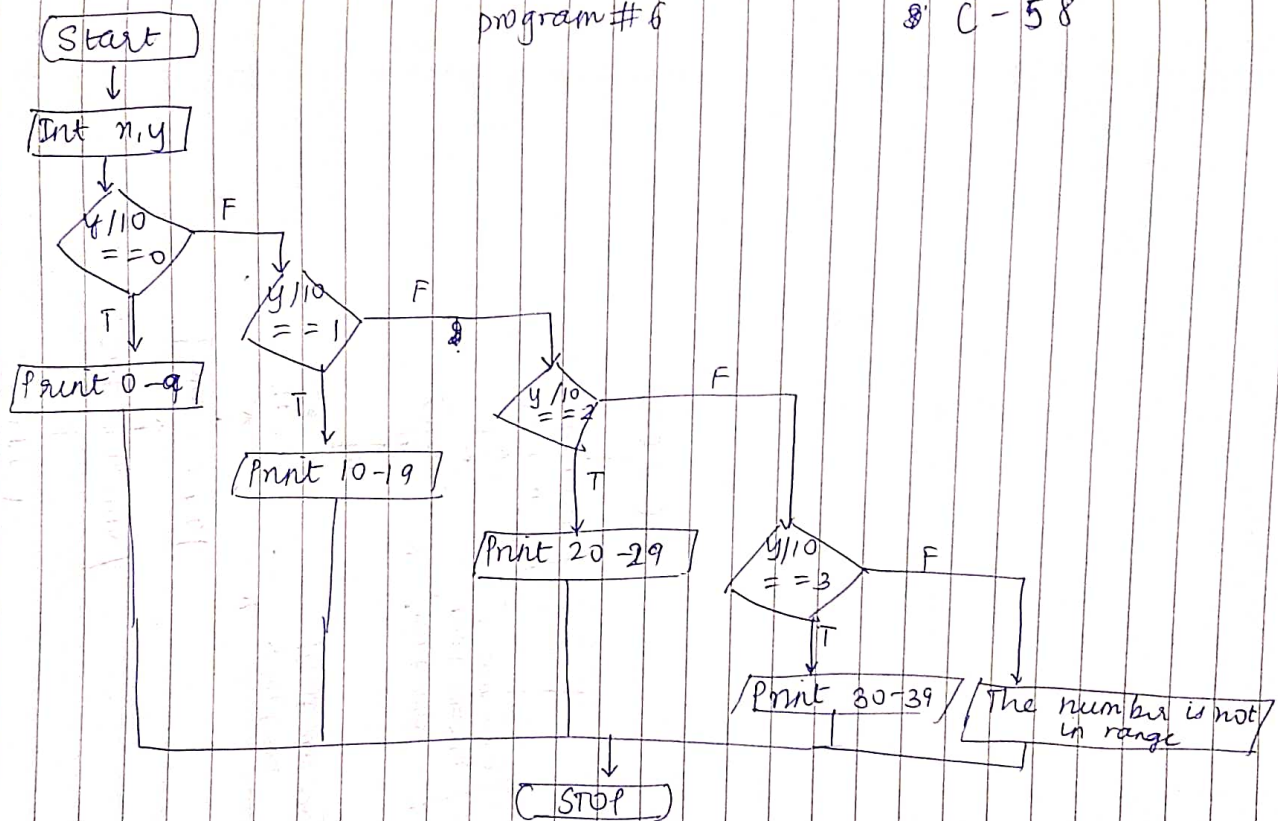 program #6
C-58
Start
Int n,y
y/10
==0
F
T
Print 0-9
y/10
==1
F
T
Print 10-19
y/10
==2
F
T
Print 20-29
y/10
==3
F
T
Print 30-39
The number is not
in range
STOP